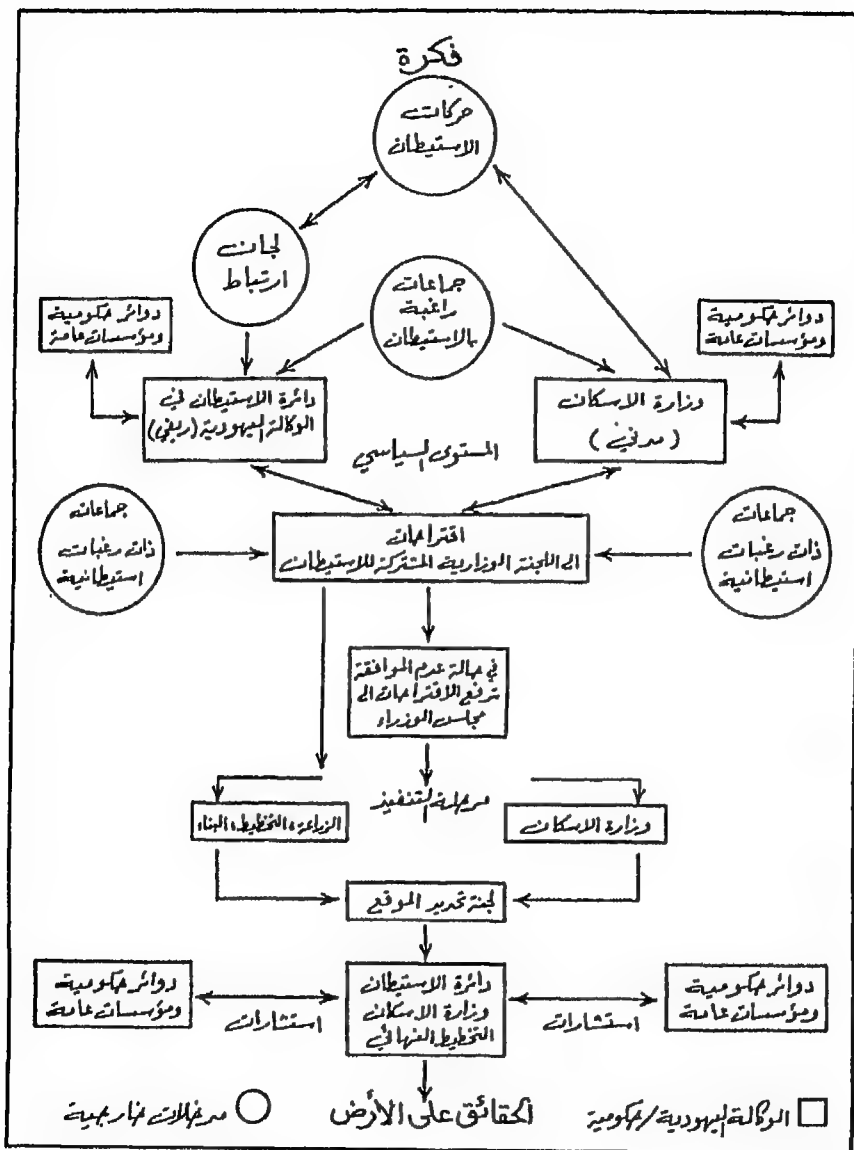 فكرة
حركات
الاستيطان
لجان
ارتباط
جماعات
راغبة
بالاستيطان
دوائر حكومية
ومؤسسات عامة
دوائر حكومية
ومؤسسات عامة
وزارة الاسكان
(مدني)
دائرة الاستيطان في
الوكالة اليهودية (ريفي)
المستوى السياسي
جماعات
ذات رغبات
استيطانية
اقتراحات
الى اللجنة الوزارية المشتركة للاستيطان
جماعات
ذات رغبات
استيطانية
في حالة عدم الموافقة
ترفع الاقتراحات الى
مجلس الوزراء
مرحلة التنفيذ
وزارة الاسكان
الزراعة، التخطيط، البناء
لجنة تحديد الموقع
دوائر حكومية
ومؤسسات عامة
استشارات
دائرة الاستيطان
وزارة الاسكان
التخطيط النهائي
استشارات
دوائر حكومية
ومؤسسات عامة
الحقائق على الأرض
الوكالة اليهودية/حكومية
مدخلات خارجية